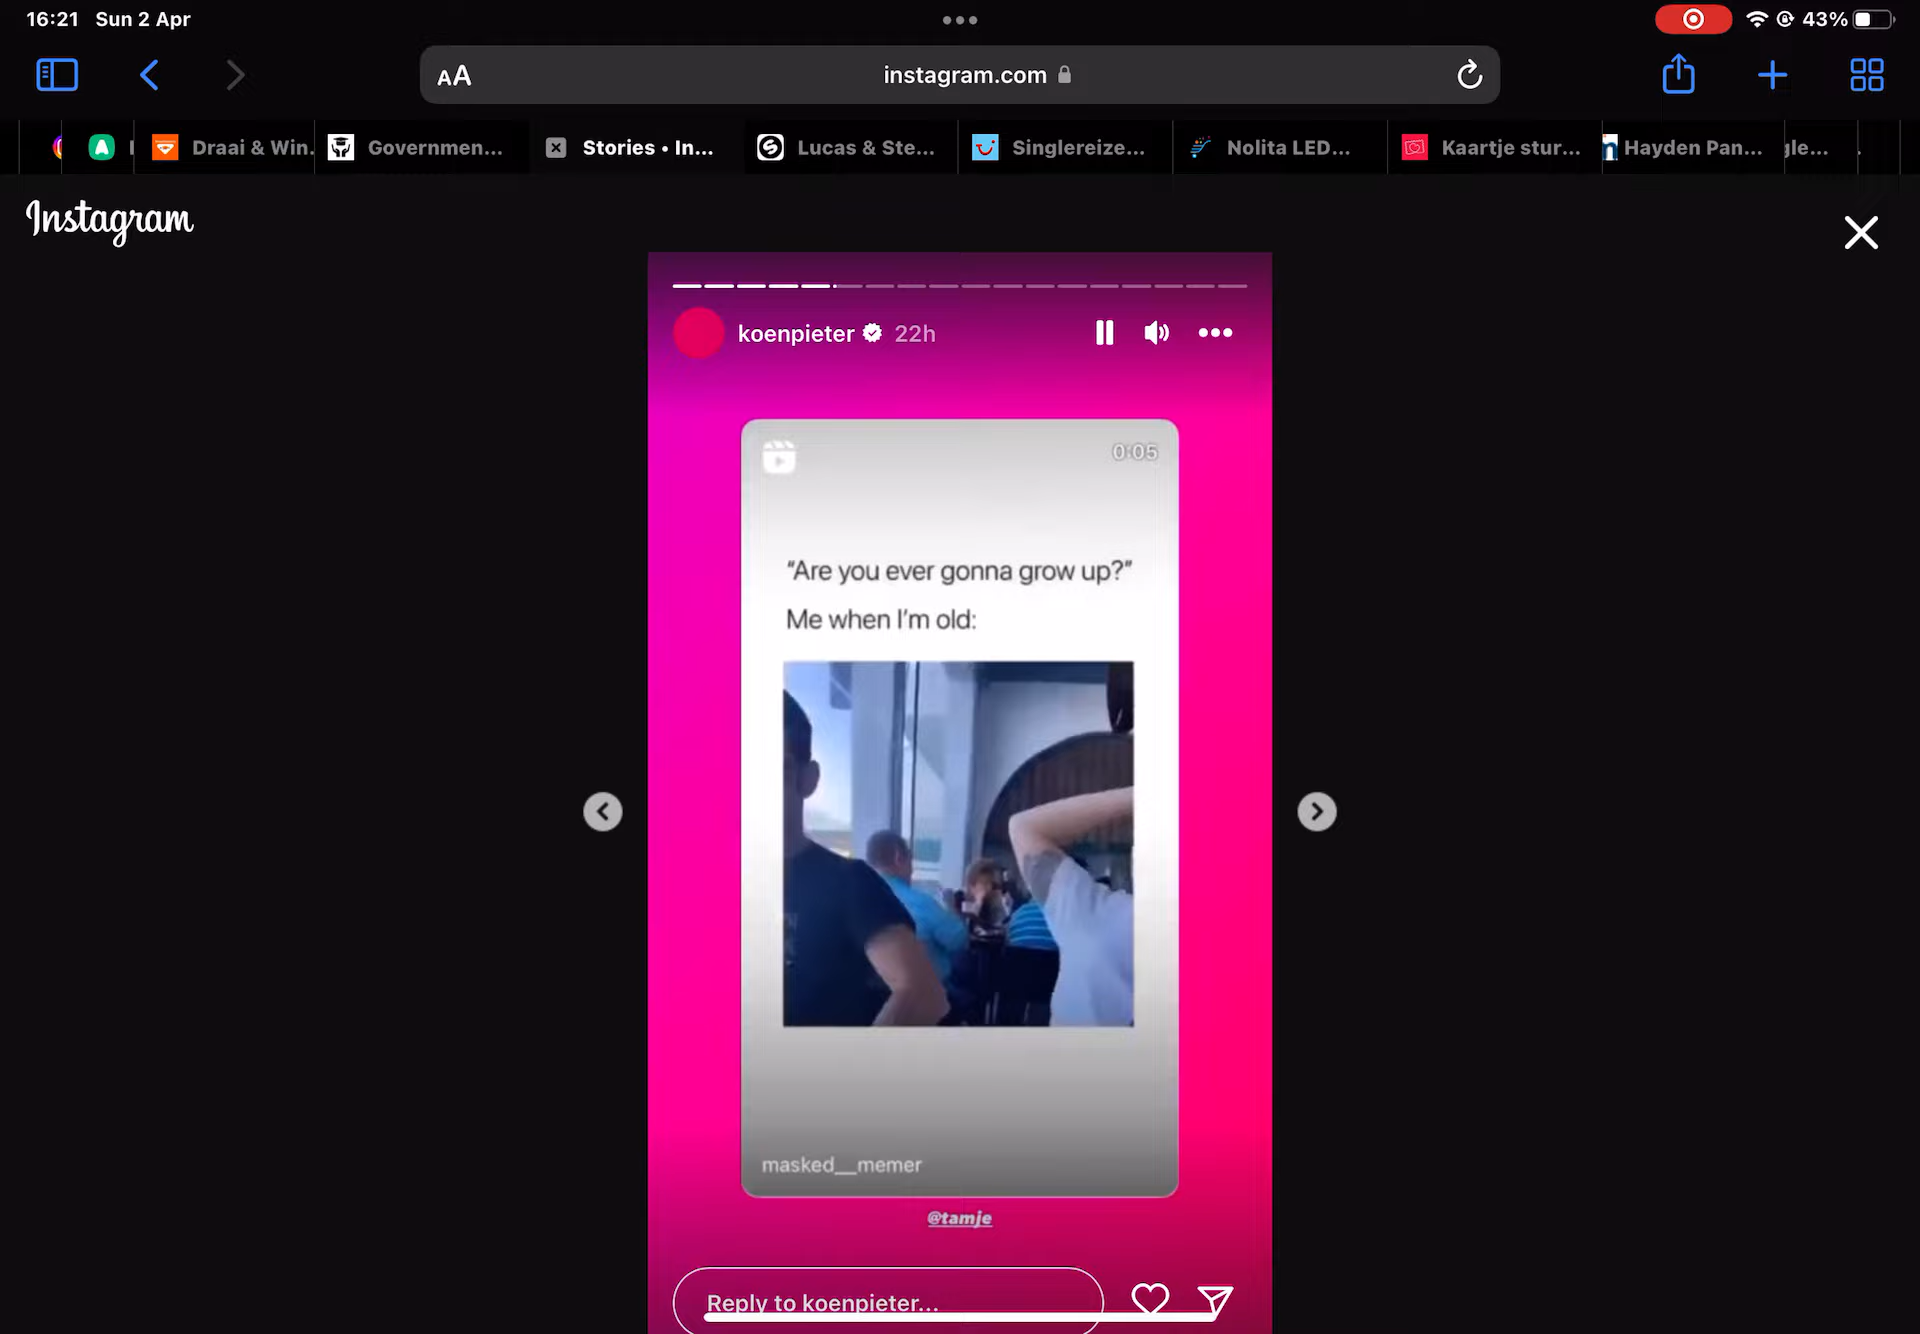 16:21 Sun 2 Apr
43%
AA
instagram.com
Draai & Win.
Governmen...
Stories • In...
Lucas & Ste...
Singlereize...
Nolita LED...
Kaartje stur...
Hayden Pan...
gle...
Instagram
koenpieter 22h
0:05
“Are you ever gonna grow up?”
Me when I’m old:
masked__memer
@tamje
Reply to koenpieter...